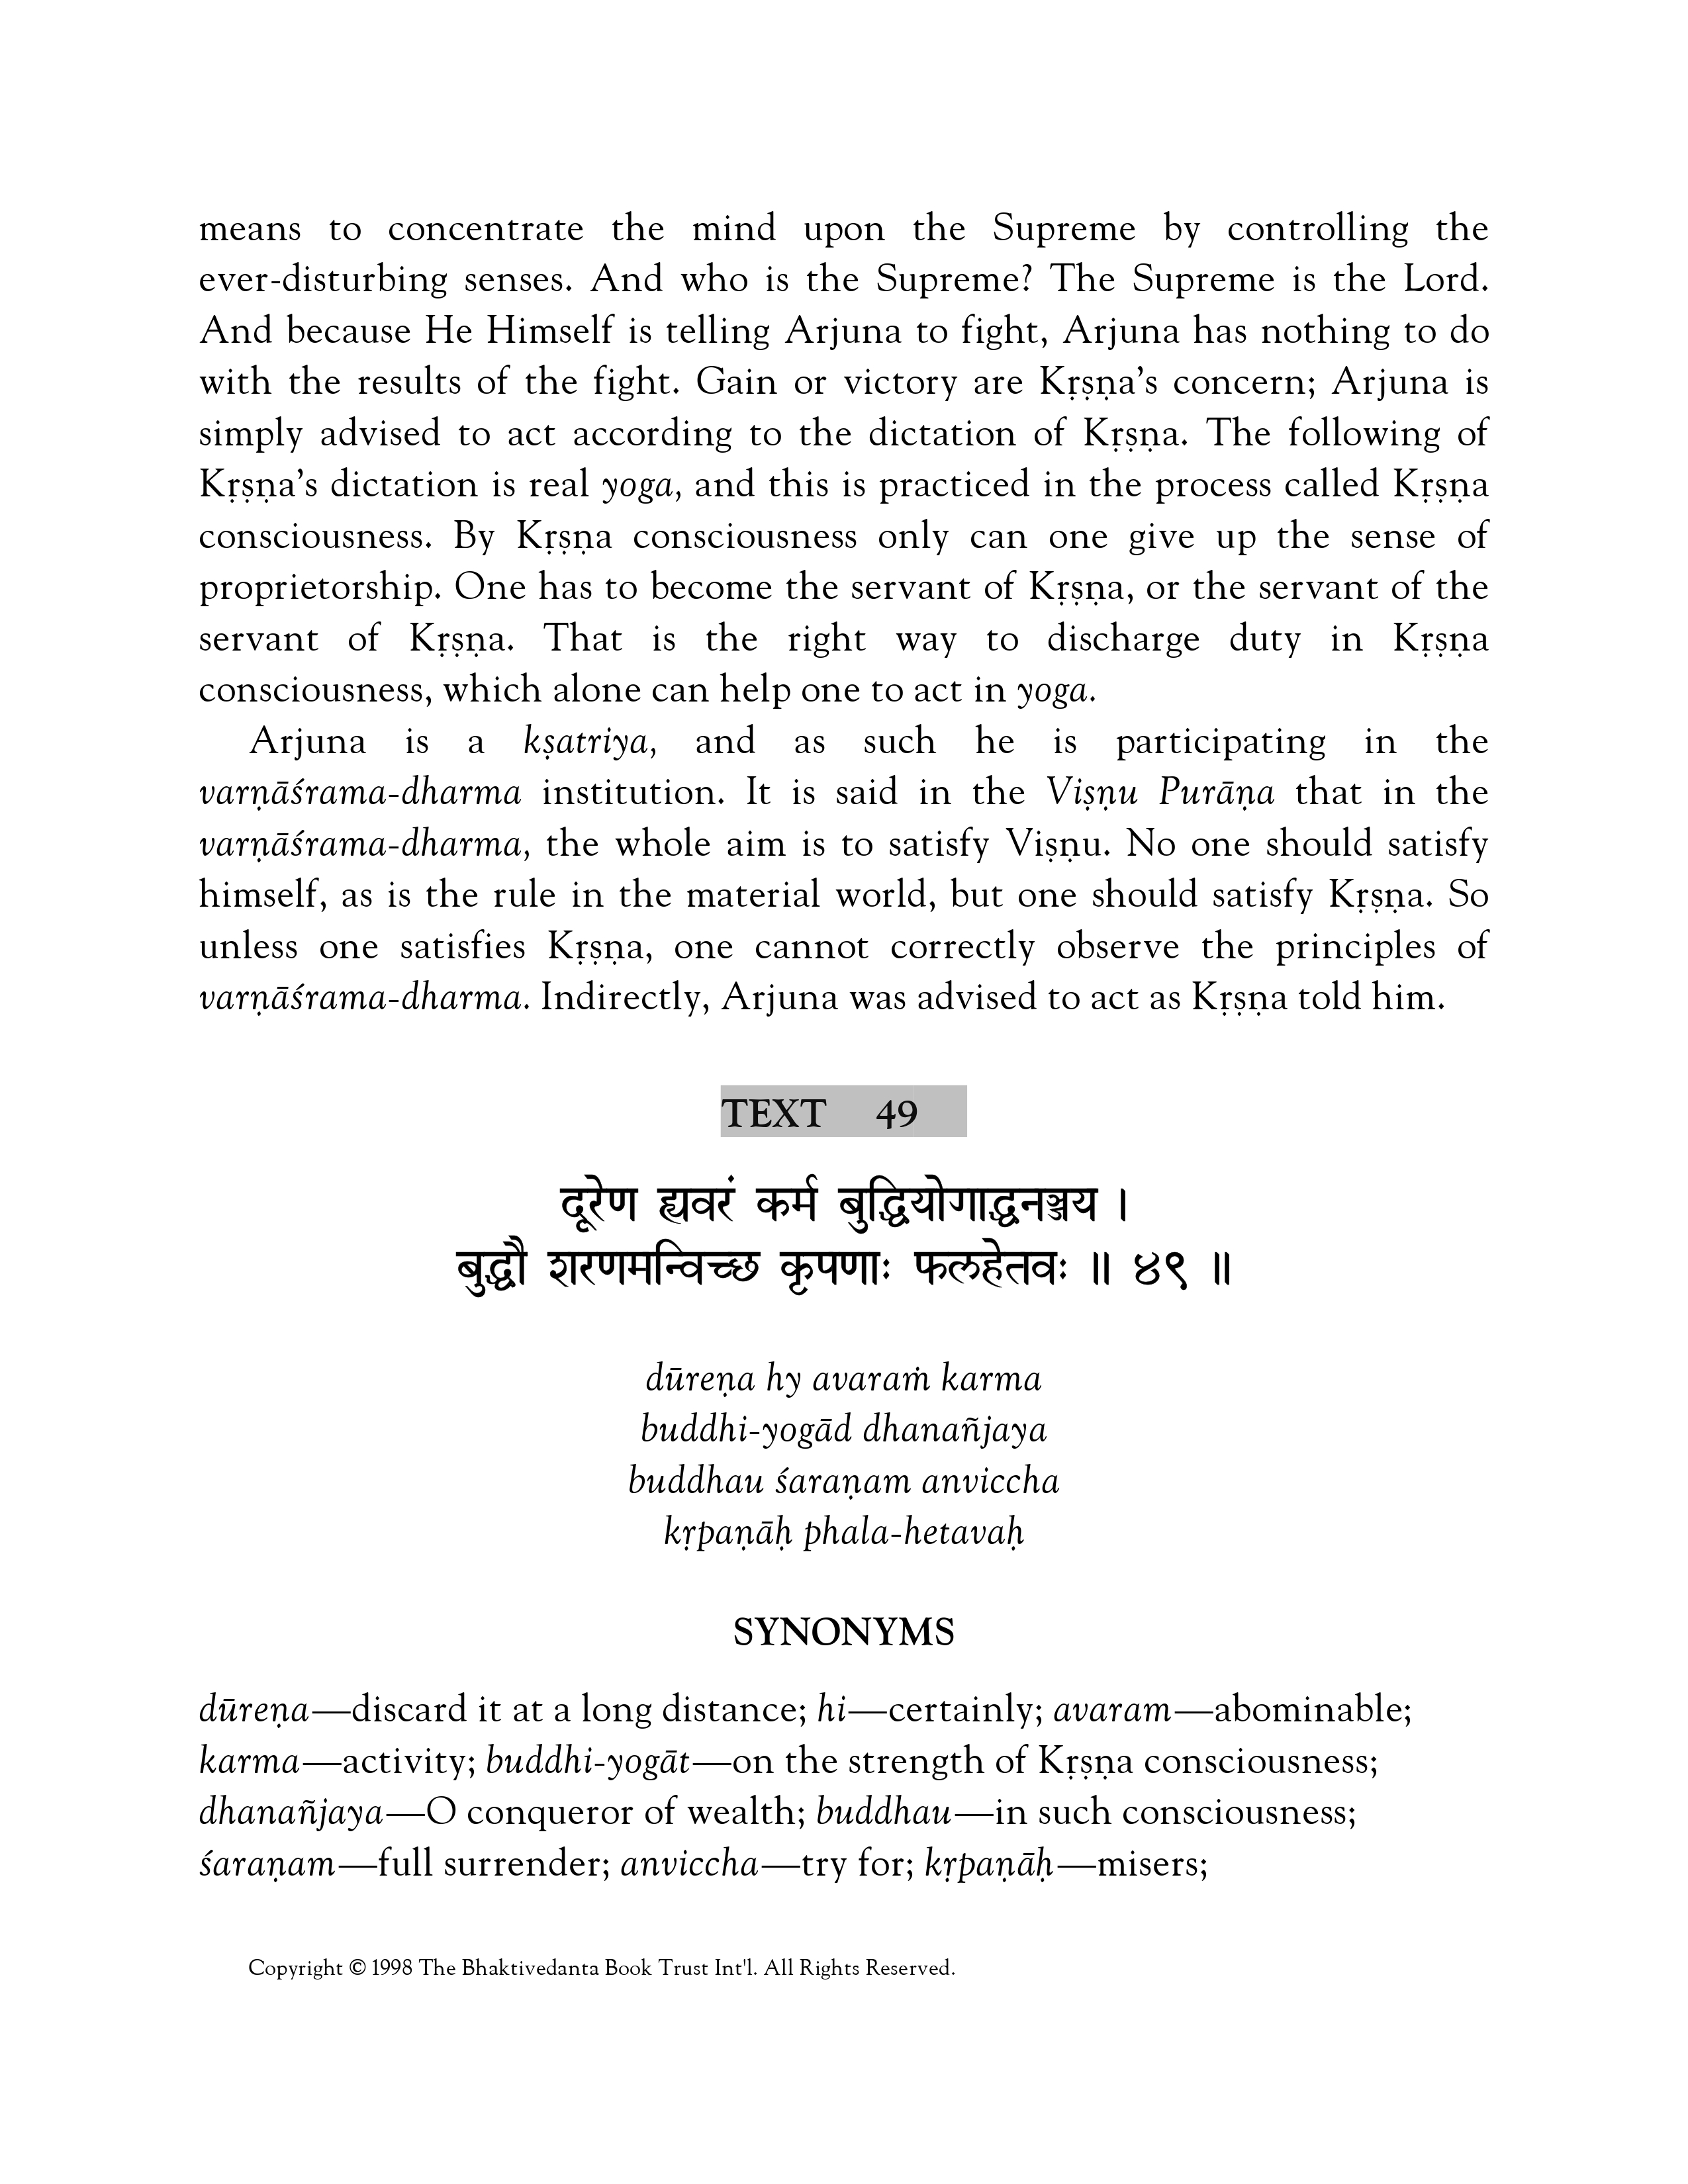 means to concentrate the mind upon the Supreme by controlling the
ever-disturbing senses. And who is the Supreme? The Supreme is the Lord.
And because He Himself is telling Arjuna to fight, Arjuna has nothing to do
with the results of the fight. Gain or victory are Kṛṣṇa’s concern; Arjuna is
simply advised to act according to the dictation of Kṛṣṇa. The following of
Kṛṣṇa’s dictation is real yoga, and this is practiced in the process called Kṛṣṇa
consciousness. By Kṛṣṇa consciousness only can one give up the sense of
proprietorship. One has to become the servant of Kṛṣṇa, or the servant of the
servant of Kṛṣṇa. That is the right way to discharge duty in Kṛṣṇa
consciousness, which alone can help one to act in yoga.
Arjuna is a kṣatriya, and as such he is participating in the
varṇāśrama-dharma institution. It is said in the Viṣṇu Purāṇa that in the
varṇāśrama-dharma, the whole aim is to satisfy Viṣṇu. No one should satisfy
himself, as is the rule in the material world, but one should satisfy Kṛṣṇa. So
unless one satisfies Kṛṣṇa, one cannot correctly observe the principles of
varṇāśrama-dharma. Indirectly, Arjuna was advised to act as Kṛṣṇa told him.
TEXT 49
दूरेण ह्यवरं कर्म बुद्धियोगाद्धनञ्जय ।
बुद्धौ शरणमन्विच्छ कृपणाः फलहेतवः ॥ ४९ ॥
dūreṇa hy avaraṁ karma
buddhi-yogād dhanañjaya
buddhau śaraṇam anviccha
kṛpaṇāḥ phala-hetavaḥ
SYNONYMS
dūreṇa—discard it at a long distance; hi—certainly; avaram—abominable;
karma—activity; buddhi-yogāt—on the strength of Kṛṣṇa consciousness;
dhanañjaya—O conqueror of wealth; buddhau—in such consciousness;
śaraṇam—full surrender; anviccha—try for; kṛpaṇāḥ—misers;
Copyright © 1998 The Bhaktivedanta Book Trust Int'l. All Rights Reserved.